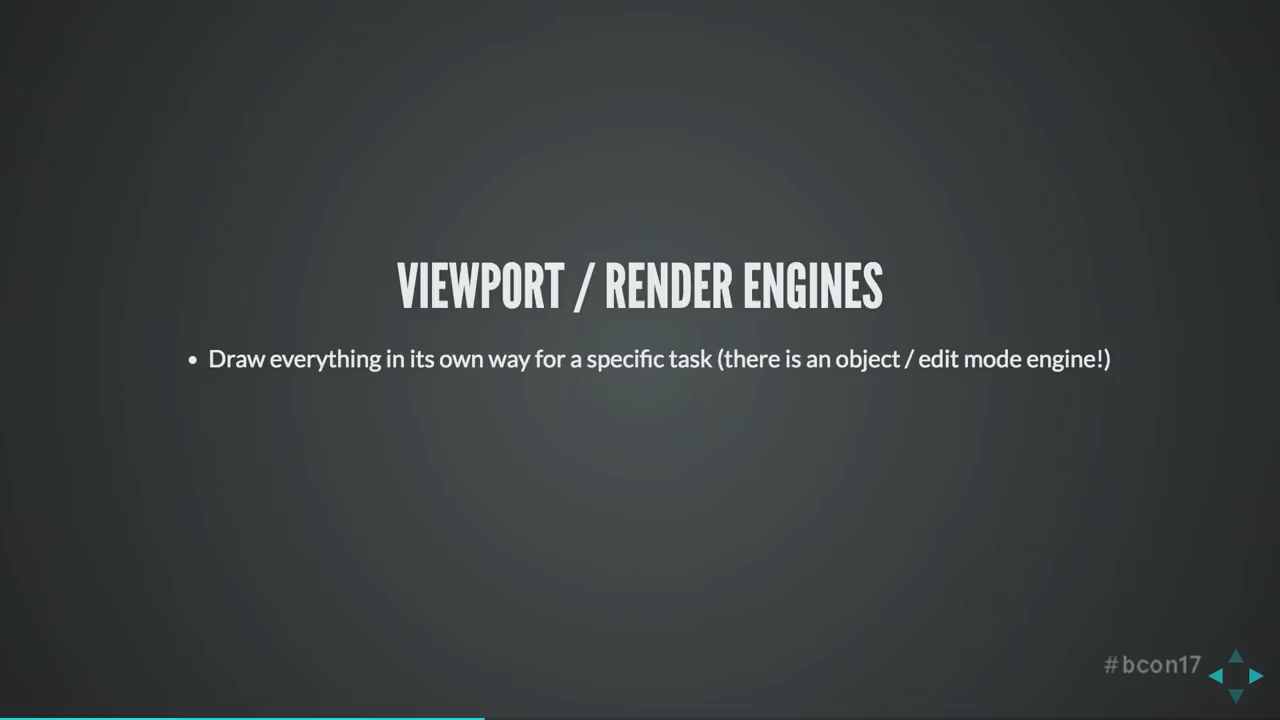 VIEWPORT / RENDER ENGINES
• Draw everything in its own way for a specific task (there is an object / edit mode engine!)
#bcon17